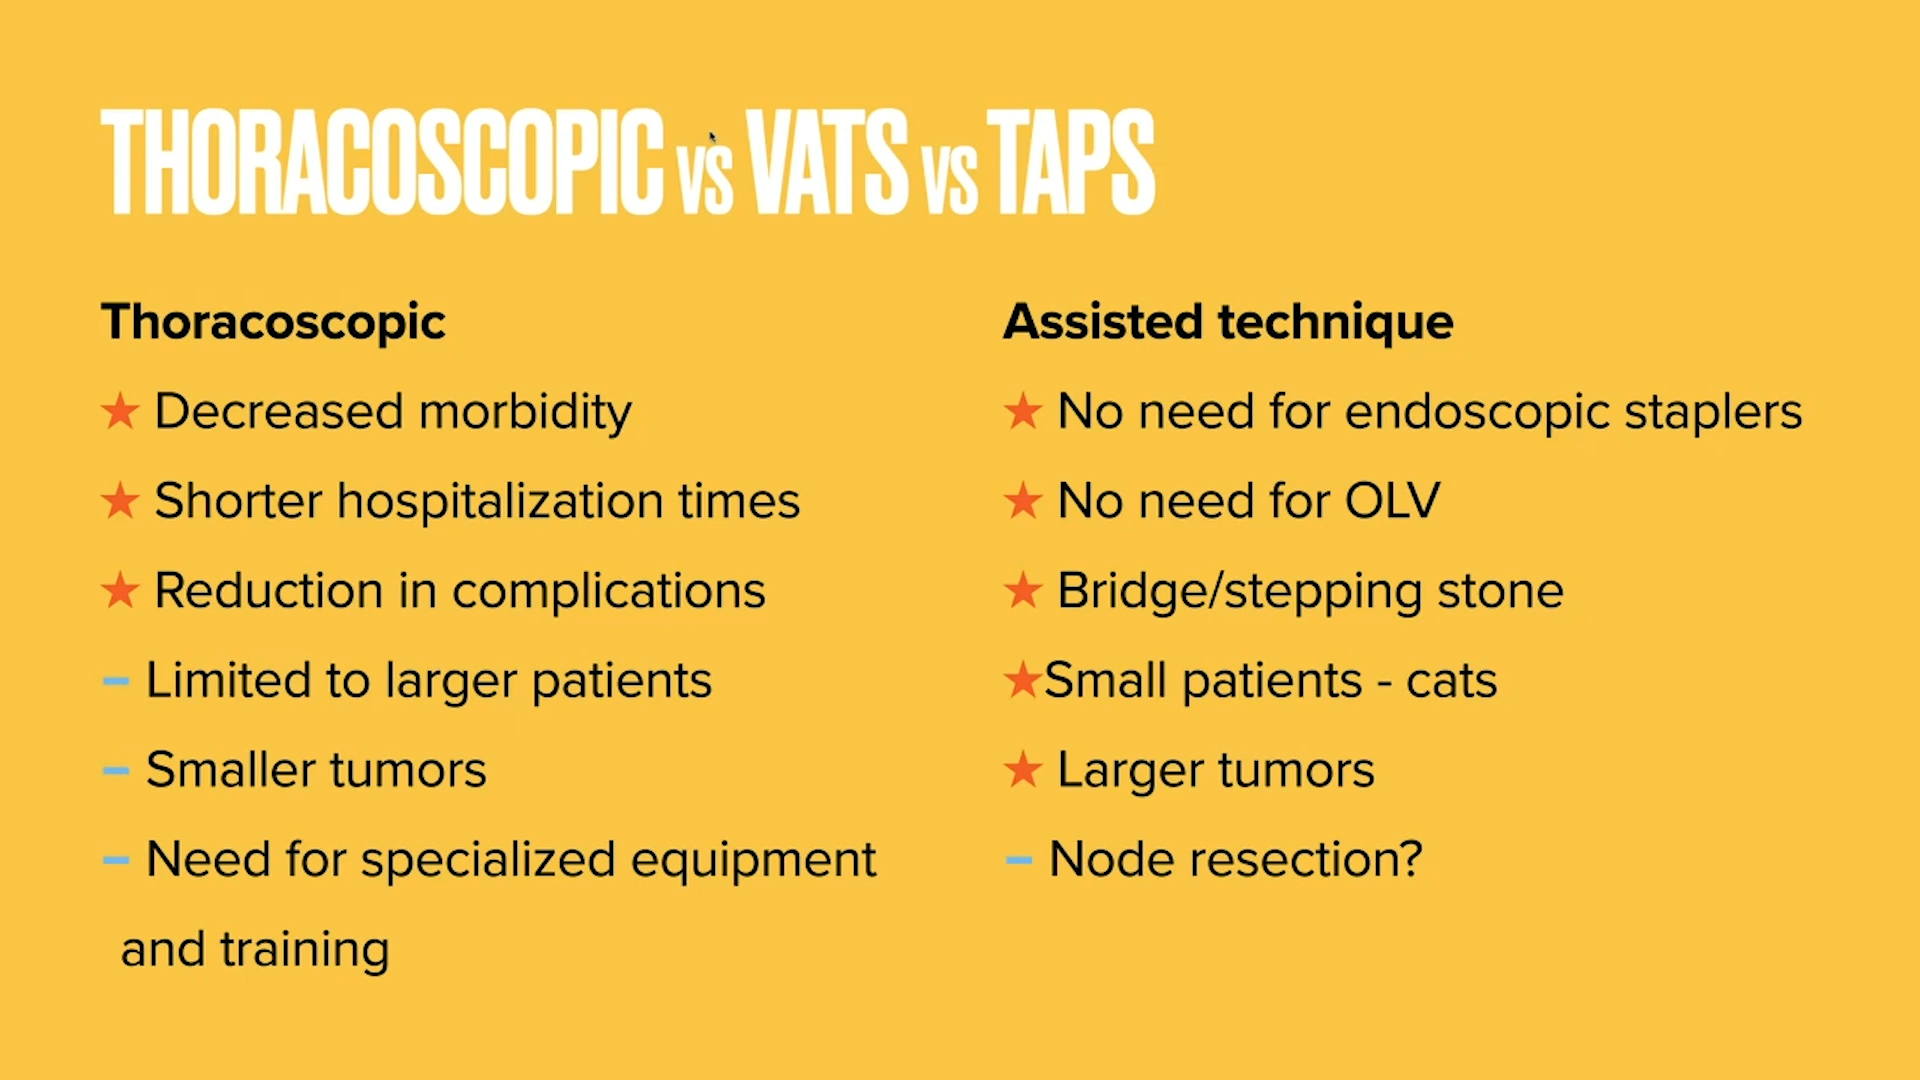 THORACOSCOPIC VS VATS VS TAPS
Thoracoscopic
★ Decreased morbidity
★ Shorter hospitalization times
★ Reduction in complications
– Limited to larger patients
– Smaller tumors
– Need for specialized equipment
and training
Assisted technique
★ No need for endoscopic staplers
★ No need for OLV
★ Bridge/stepping stone
★Small patients - cats
★ Larger tumors
– Node resection?